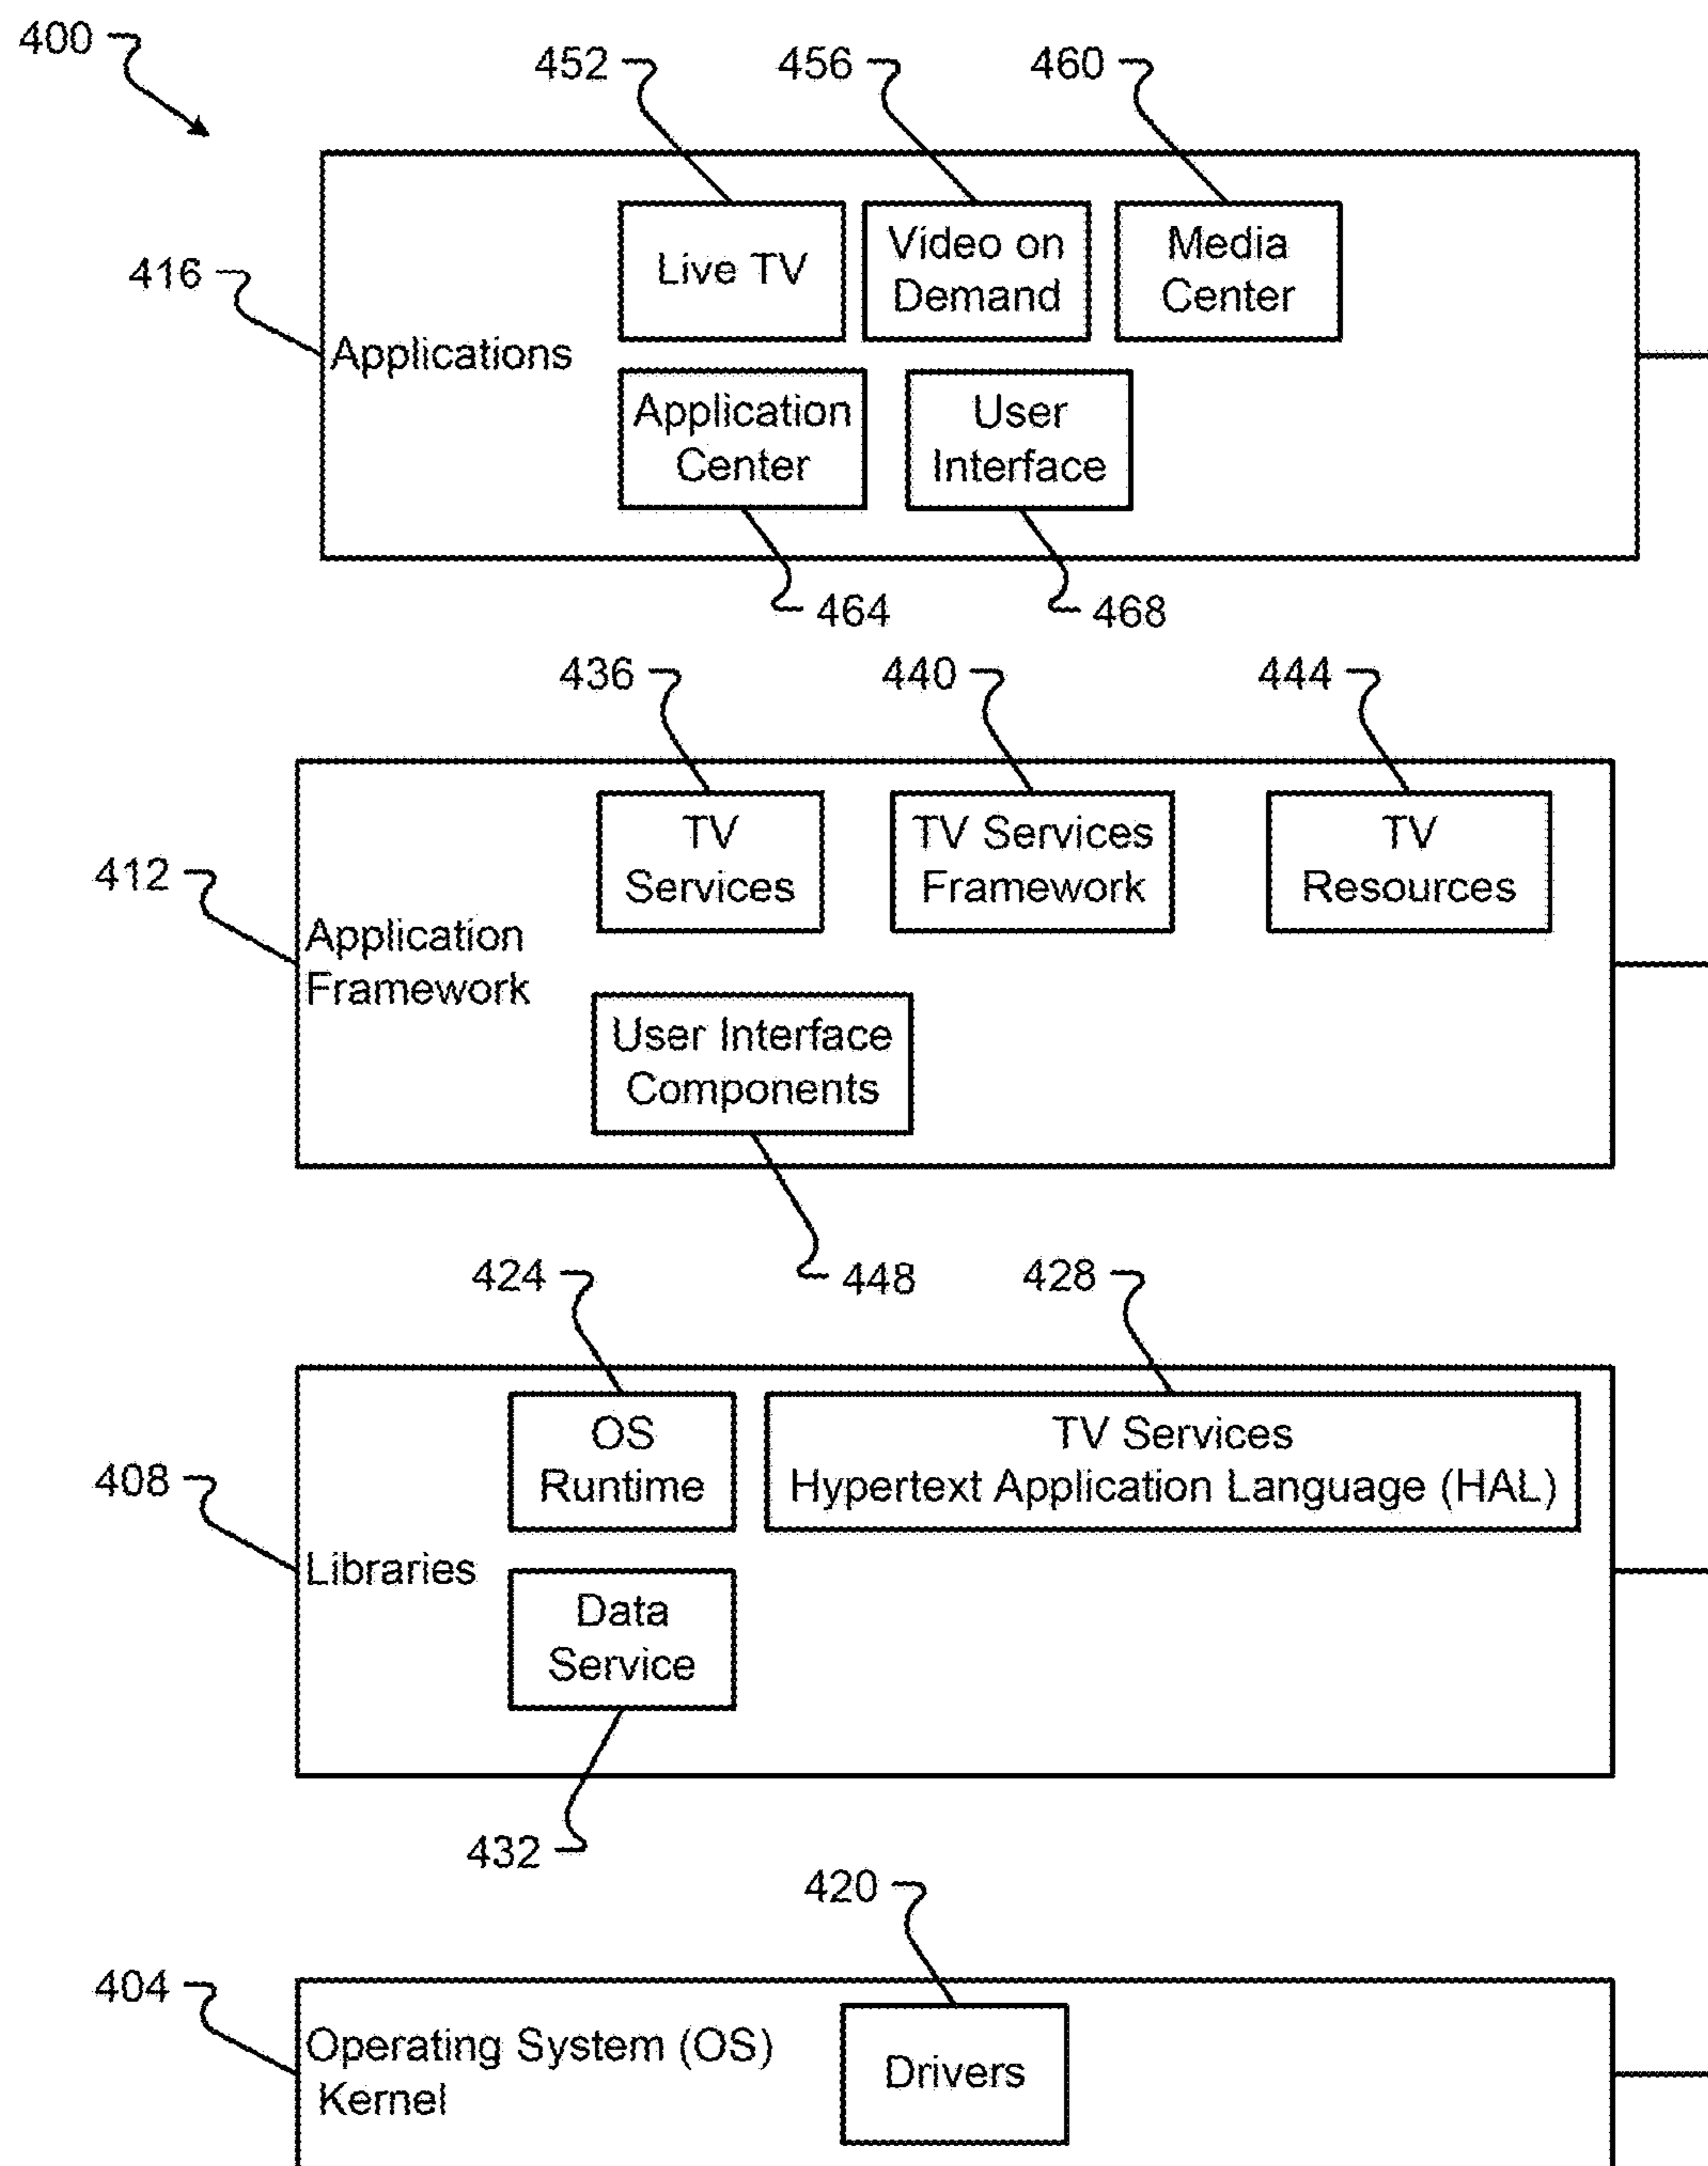 400
452
456
460
416
Applications
Live TV
Video on
Demand
Media
Center
Application
Center
User
Interface
464
468
436
440
444
412
Application
Framework
TV
Services
TV Services
Framework
TV
Resources
User Interface
Components
448
424
428
408
Libraries
OS
Runtime
TV Services
Hypertext Application Language (HAL)
Data
Service
432
420
404
Operating System (OS)
Kernel
Drivers